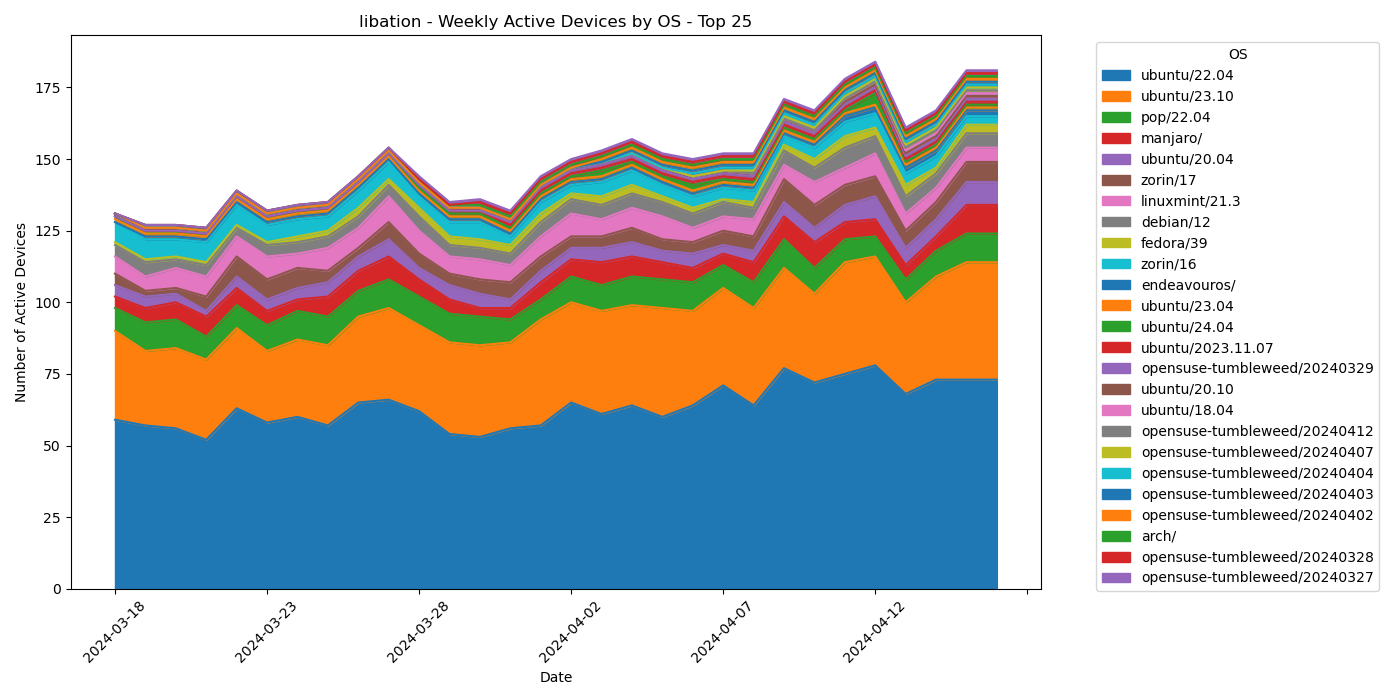 libation - Weekly Active Devices by OS - Top 25
Number of Active Devices
175
150
125
100
75
50
25
0
2024-03-18
2024-03-23
2024-03-28
2024-04-02
2024-04-07
2024-04-12
Date
OS
ubuntu/22.04
ubuntu/23.10
pop/22.04
manjaro/
ubuntu/20.04
zorin/17
linuxmint/21.3
debian/12
fedora/39
zorin/16
endeavouros/
ubuntu/23.04
ubuntu/24.04
ubuntu/2023.11.07
opensuse-tumbleweed/20240329
ubuntu/20.10
ubuntu/18.04
opensuse-tumbleweed/20240412
opensuse-tumbleweed/20240407
opensuse-tumbleweed/20240404
opensuse-tumbleweed/20240403
opensuse-tumbleweed/20240402
arch/
opensuse-tumbleweed/20240328
opensuse-tumbleweed/20240327